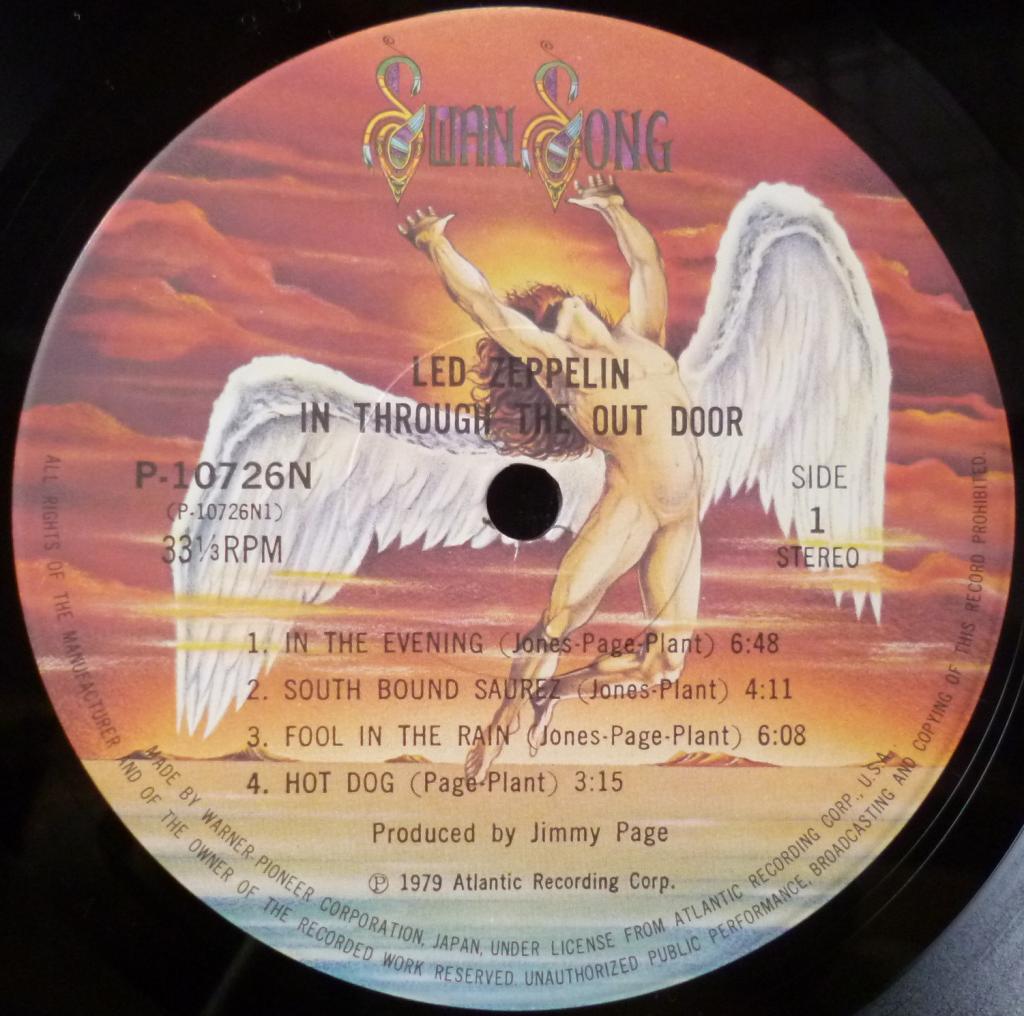 SWAN SONG
LED ZEPPELIN
IN THROUGH THE OUT DOOR
P-10726N
(P-10726N1)
33⅓RPM
SIDE
1
STEREO
1. IN THE EVENING (Jones-Page-Plant) 6:48
2. SOUTH BOUND SAUREZ (Jones-Plant) 4:11
3. FOOL IN THE RAIN (Jones-Page-Plant) 6:08
4. HOT DOG (Page-Plant) 3:15
Produced by Jimmy Page
Ⓟ 1979 Atlantic Recording Corp.
MADE BY WARNER-PIONEER CORPORATION, JAPAN, UNDER LICENSE FROM ATLANTIC RECORDING CORP., U.S.A.
ALL RIGHTS OF THE MANUFACTURER AND OF THE OWNER OF THE RECORDED WORK RESERVED. UNAUTHORIZED PUBLIC PERFORMANCE, BROADCASTING AND COPYING OF THIS RECORD PROHIBITED.